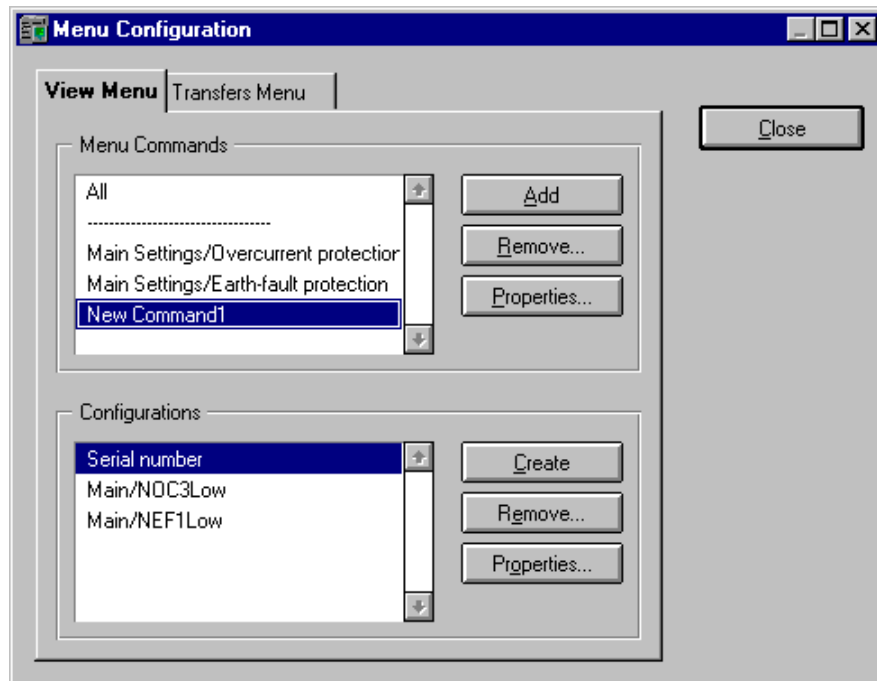 Menu Configuration
View Menu
Transfers Menu
Close
Menu Commands
All
--------------------------------
Main Settings/Overcurrent protection
Main Settings/Earth-fault protection
New Command1
Add
Remove...
Properties...
Configurations
Serial number
Main/NOC3Low
Main/NEF1Low
Create
Remove...
Properties...